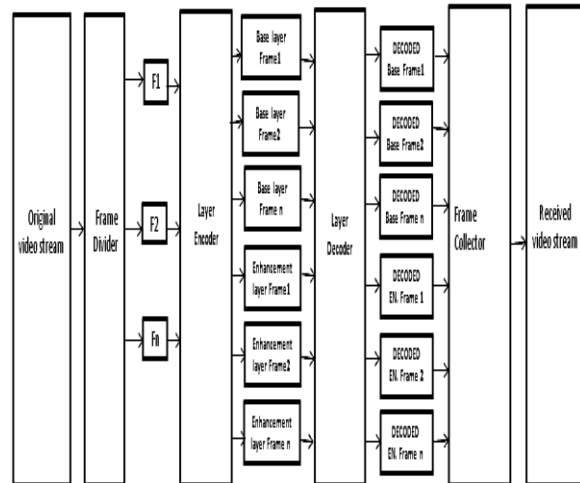 Original
video stream
Frame
Divider
F1
F2
Fn
Layer
Encoder
Base layer
Frame1
Base layer
Frame2
Base layer
Frame n
Enhancement
layer Frame1
Enhancement
layer Frame2
Enhancement
layer Frame n
Layer
Decoder
DECODED
Base Frame1
DECODED
Base Frame2
DECODED
Base Frame n
DECODED
EN. Frame 1
DECODED
EN. Frame 2
DECODED
EN. Frame n
Frame
Collector
Received
video stream